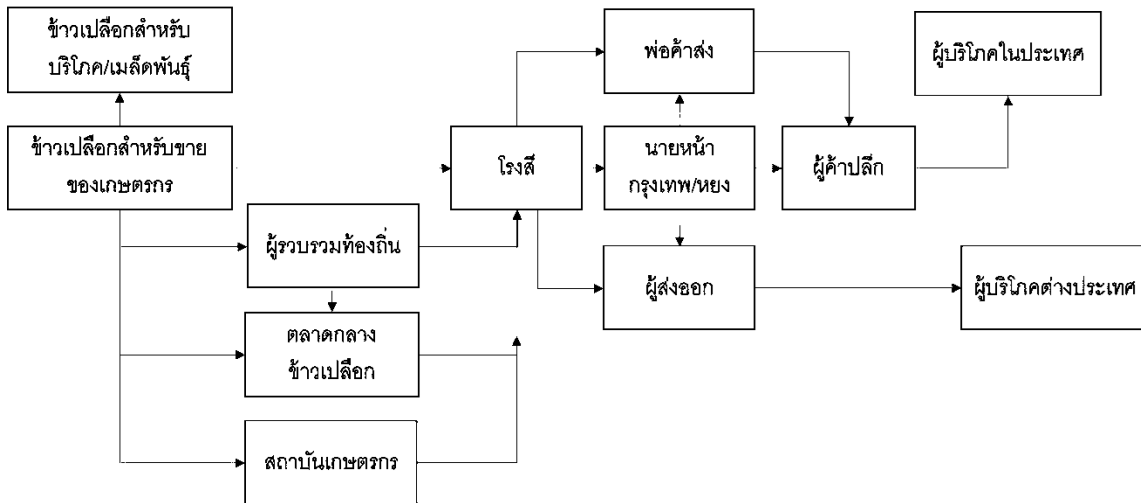 ข้าวเปลือกสำหรับ
บริโภค/เมล็ดพันธุ์
พ่อค้าส่ง
ผู้บริโภคในประเทศ
ข้าวเปลือกสำหรับขาย
ของเกษตรกร
โรงสี
นายหน้า
กรุงเทพ/หยง
ผู้ค้าปลีก
ผู้รวบรวมท้องถิ่น
ผู้ส่งออก
ผู้บริโภคต่างประเทศ
ตลาดกลาง
ข้าวเปลือก
สถาบันเกษตรกร